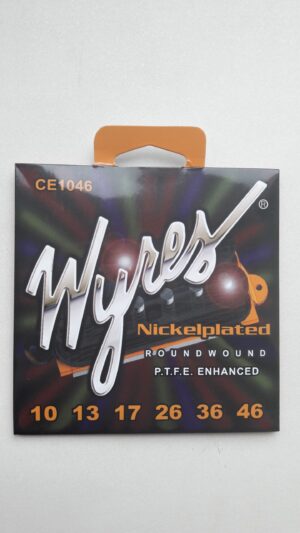 CE1046
Wyres®
Nickelplated
ROUNDWOUND
P.T.F.E. ENHANCED
10 13 17 26 36 46